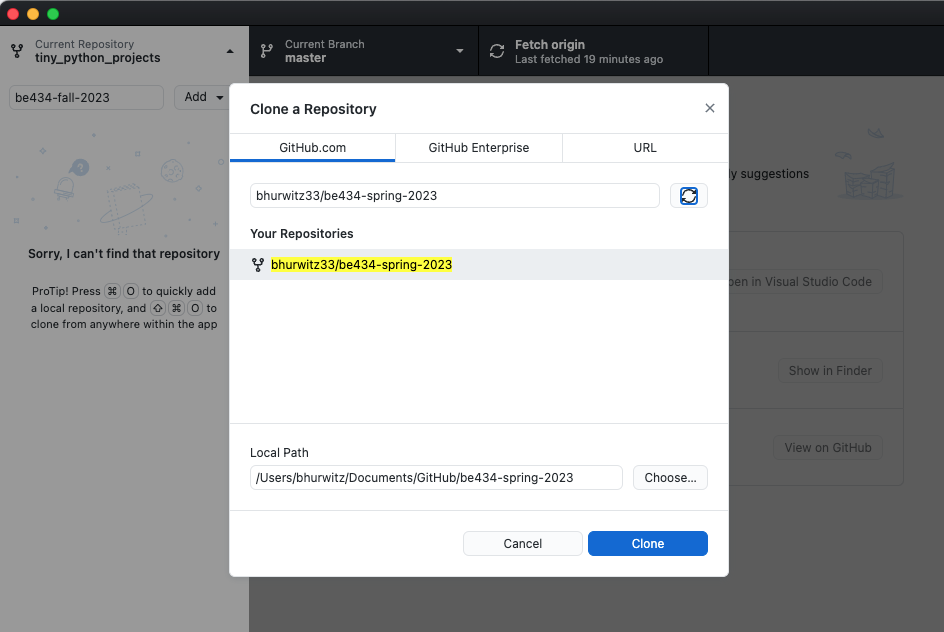 Current Repository
tiny_python_projects
Current Branch
master
Fetch origin
Last fetched 19 minutes ago
be434-fall-2023
Add
?
Sorry, I can't find that repository
ProTip! Press ⌘ O to quickly add
a local repository, and ⇧ ⌘ O to
clone from anywhere within the app
Clone a Repository
GitHub.com
GitHub Enterprise
URL
bhurwitz33/be434-spring-2023
Your Repositories
bhurwitz33/be434-spring-2023
Local Path
/Users/bhurwitz/Documents/GitHub/be434-spring-2023
Choose...
Cancel
Clone
suggestions
in Visual Studio Code
Show in Finder
View on GitHub